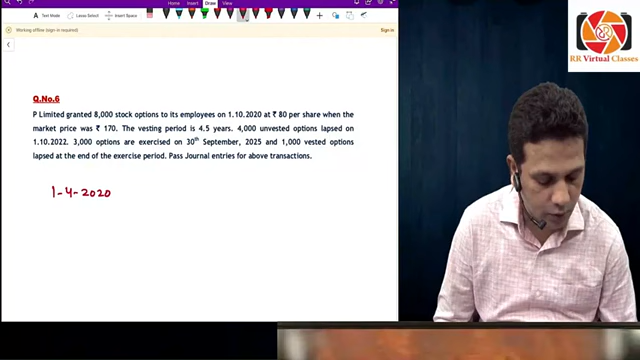 Home Insert Draw View
Text Mode Lasso Select Insert Space
Working offline (sign-in required) Sign in
RR Virtual Classes
Q.No.6
P Limited granted 8,000 stock options to its employees on 1.10.2020 at ₹ 80 per share when the
market price was ₹ 170. The vesting period is 4.5 years. 4,000 unvested options lapsed on
1.10.2022. 3,000 options are exercised on 30th September, 2025 and 1,000 vested options
lapsed at the end of the exercise period. Pass Journal entries for above transactions.
1-4-2020